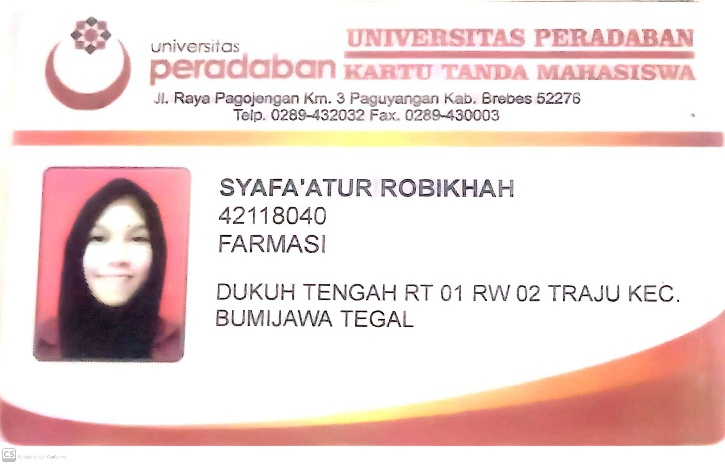 universitas
peradaban
UNIVERSITAS PERADABAN
KARTU TANDA MAHASISWA
Jl. Raya Pagojengan Km. 3 Paguyangan Kab. Brebes 52276
Telp. 0289-432032 Fax. 0289-430003
SYAFA'ATUR ROBIKHAH
42118040
FARMASI
DUKUH TENGAH RT 01 RW 02 TRAJU KEC.
BUMIJAWA TEGAL
CS